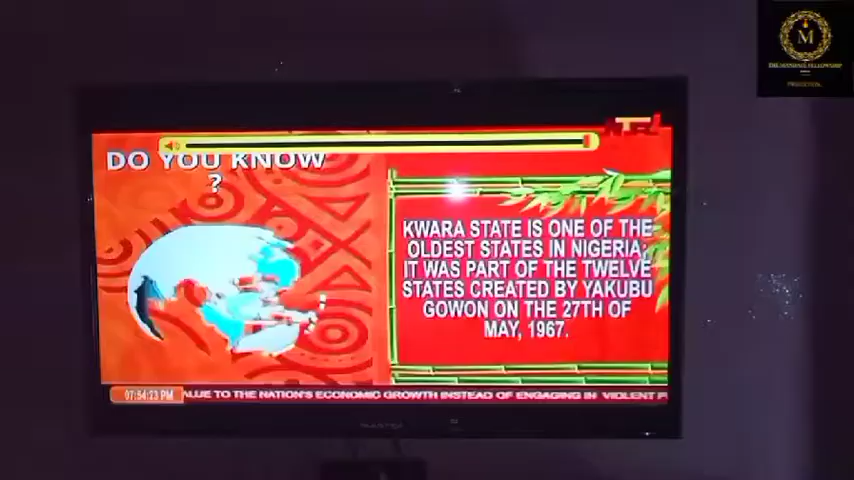 M
NTA
DO YOU KNOW
?
KWARA STATE IS ONE OF THE
OLDEST STATES IN NIGERIA;
IT WAS PART OF THE TWELVE
STATES CREATED BY YAKUBU
GOWON ON THE 27TH OF
MAY, 1967.
07:54:23 PM
ALUE TO THE NATION'S ECONOMIC GROWTH INSTEAD OF ENGAGING IN VIOLENT P